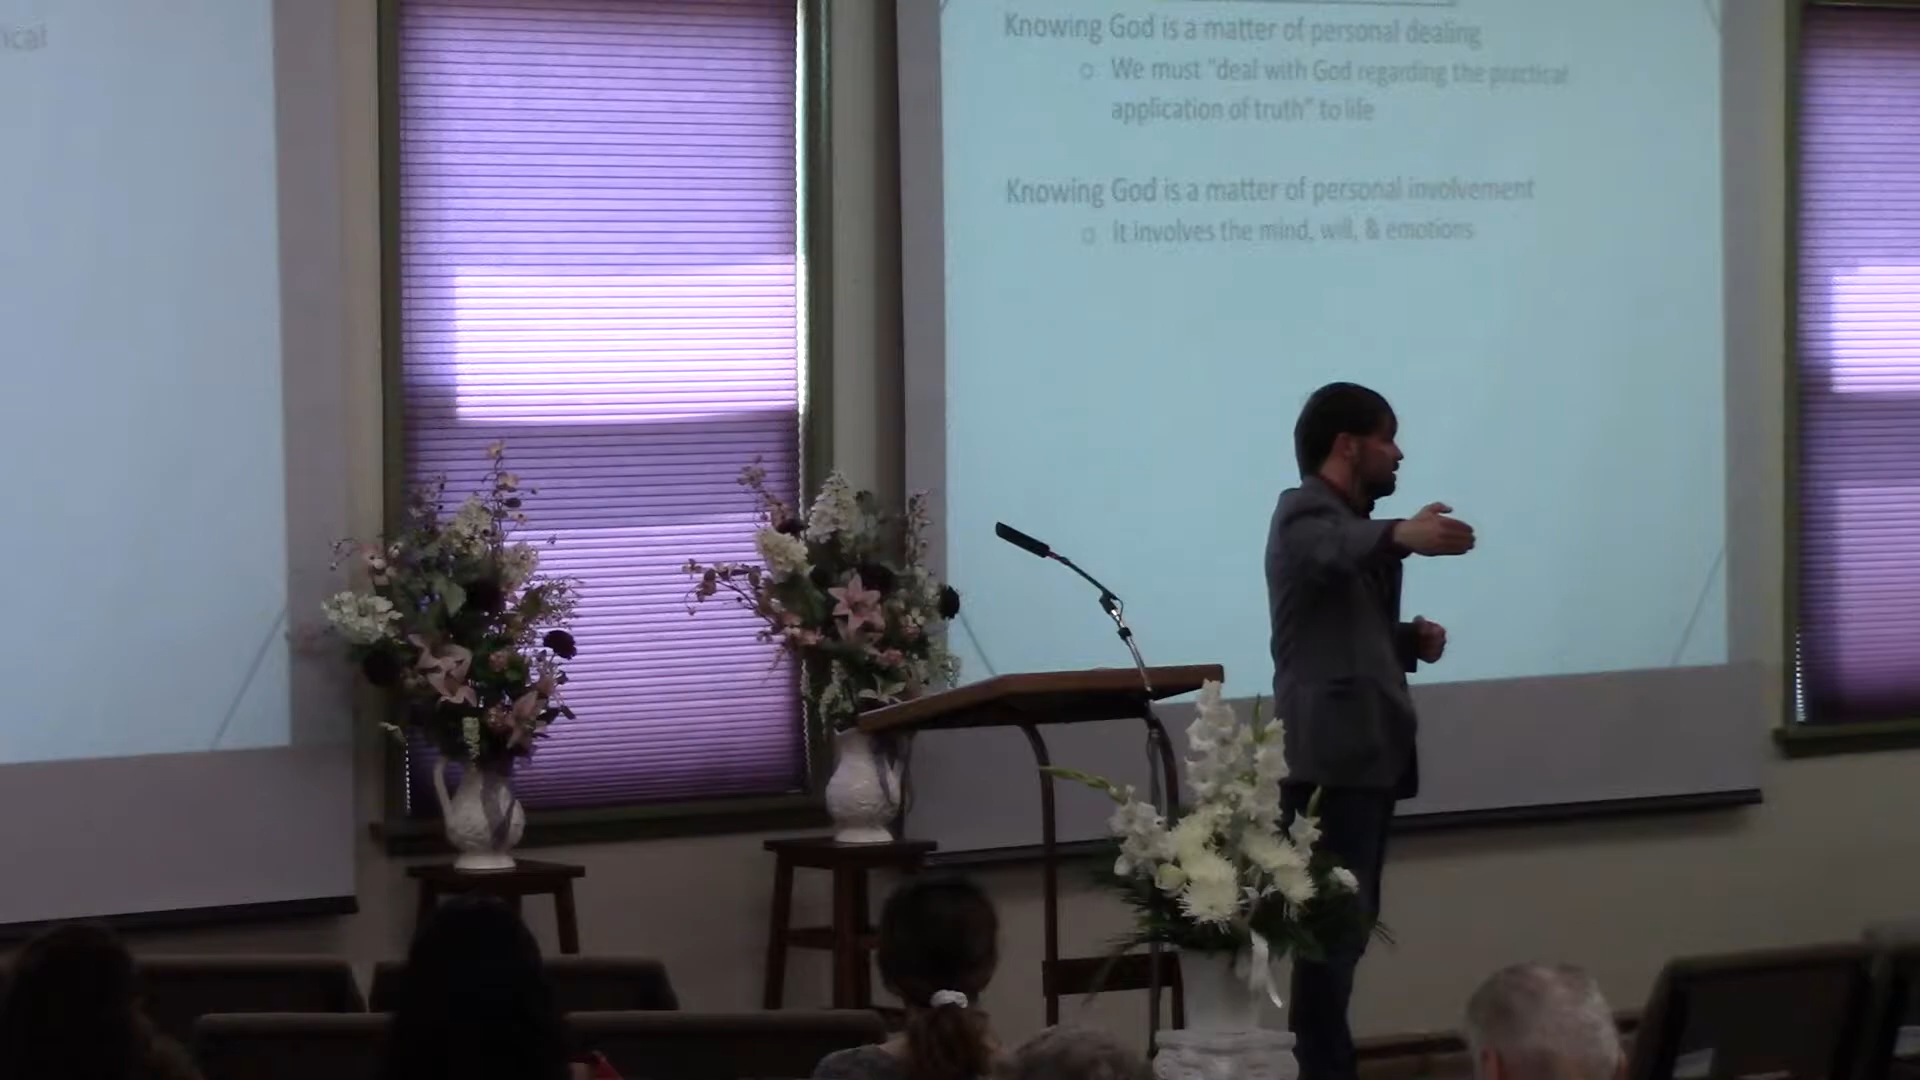 ical
Knowing God is a matter of personal dealing
o We must "deal with God regarding the practical
application of truth" to life
Knowing God is a matter of personal involvement
o It involves the mind, will, & emotions